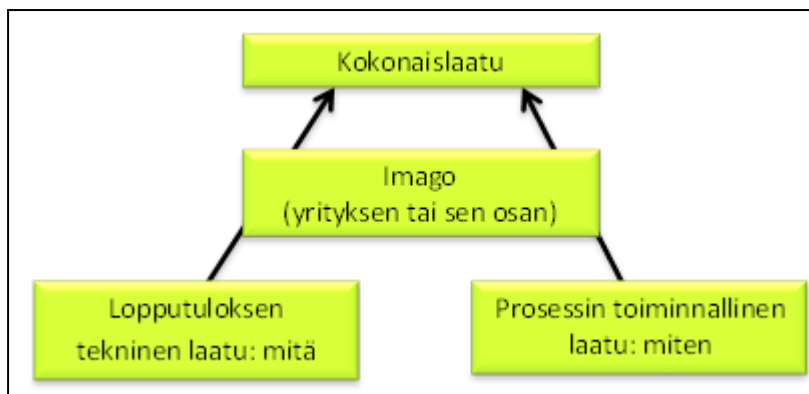 Kokonaislaatu
Imago
(yrityksen tai sen osan)
Lopputuloksen
tekninen laatu: mitä
Prosessin toiminnallinen
laatu: miten